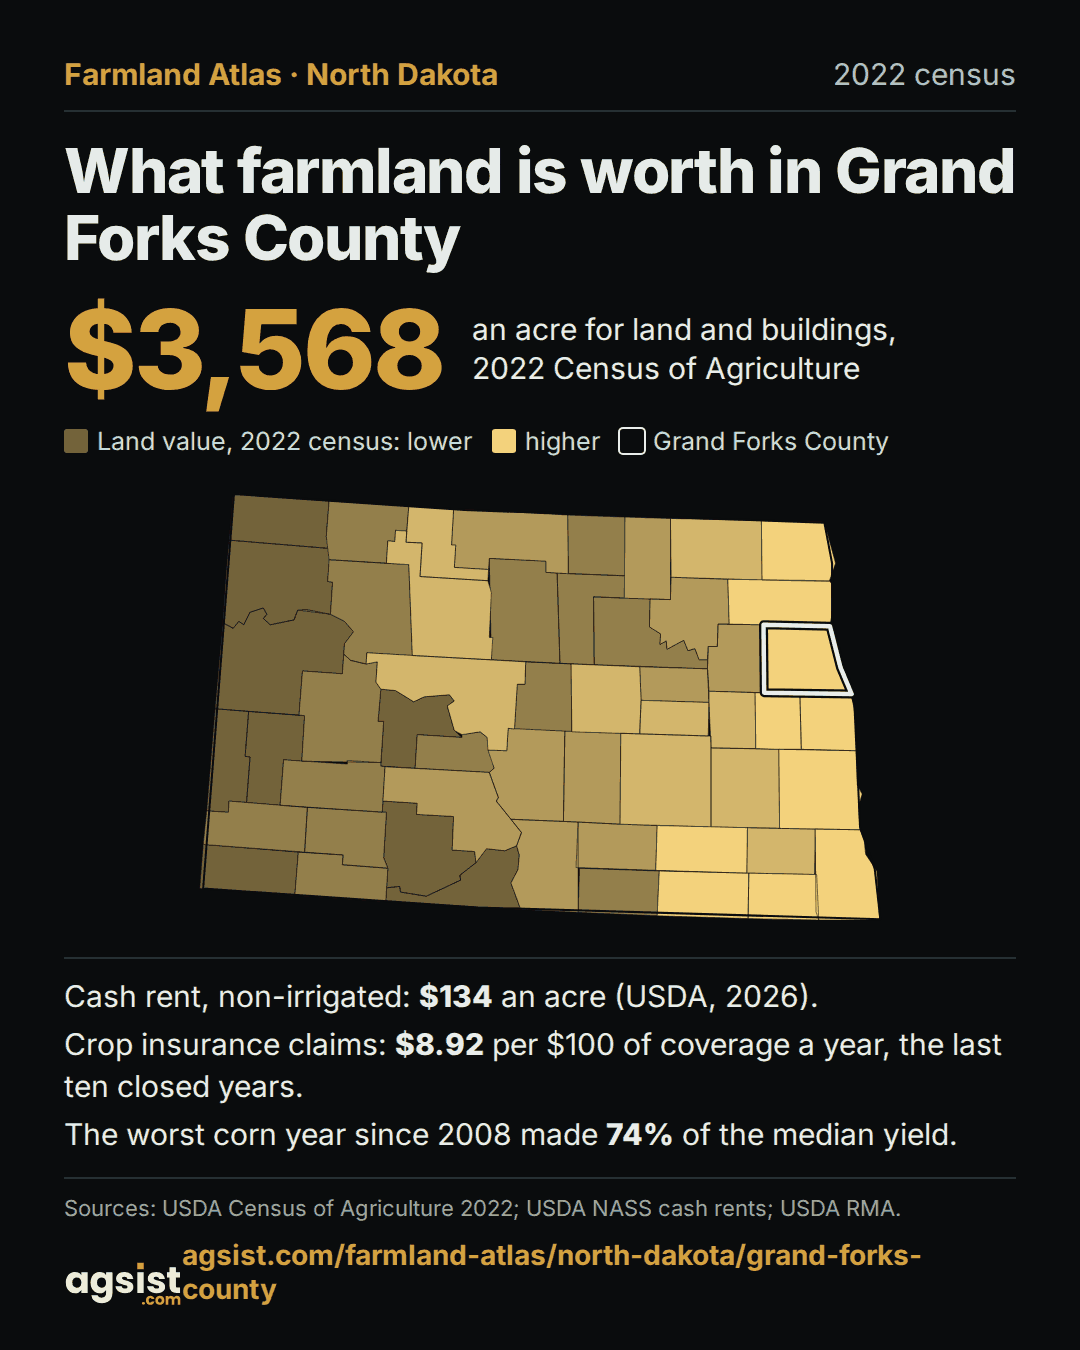 Farmland Atlas · North Dakota
2022 census
What farmland is worth in Grand
Forks County
$3,568
an acre for land and buildings,
2022 Census of Agriculture
Land value, 2022 census: lower
higher
Grand Forks County
Cash rent, non-irrigated: $134 an acre (USDA, 2026).
Crop insurance claims: $8.92 per $100 of coverage a year, the last
ten closed years.
The worst corn year since 2008 made 74% of the median yield.
Sources: USDA Census of Agriculture 2022; USDA NASS cash rents; USDA RMA.
agsist
.com
agsist.com/farmland-atlas/north-dakota/grand-forks-
county